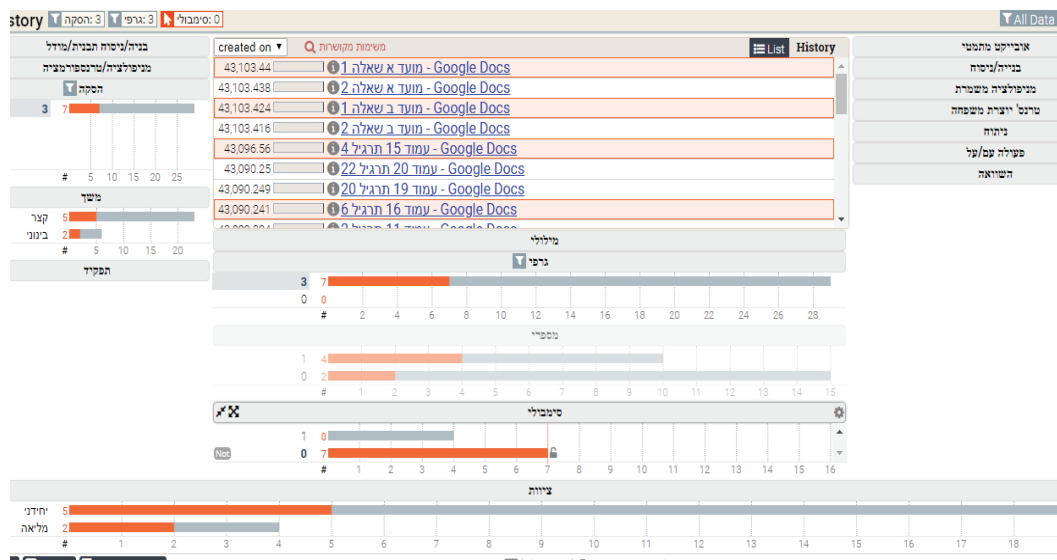 story הסקה: 3 גרפי: 3 סימבולי: 0 All Data
בניה/ניסוח תבנית/מודל
מניפולציה/טרנספורמציה
הסקה
3 7
# 5 10 15 20 25
משך
קצר 5
בינוני 2
# 5 10 15 20
תפקיד
created on ▼ משימות מקושרות List History
43,103.44 מועד א שאלה 1 - Google Docs
43,103.438 מועד א שאלה 2 - Google Docs
43,103.424 מועד ב שאלה 1 - Google Docs
43,103.416 מועד ב שאלה 2 - Google Docs
43,096.56 עמוד 15 תרגיל 4 - Google Docs
43,090.25 עמוד 20 תרגיל 22 - Google Docs
43,090.249 עמוד 19 תרגיל 20 - Google Docs
43,090.241 עמוד 16 תרגיל 6 - Google Docs
עמוד 11 תרגיל - Google Docs
מילולי
גרפי
3 7
0 0
# 2 4 6 8 10 12 14 16 18 20 22 24 26 28
מספרי
1 4
0 2
# 1 2 3 4 5 6 7 8 9 10 11 12 13 14 15
סימבולי
1 0
Not 0 7
# 1 2 3 4 5 6 7 8 9 10 11 12 13 14 15 16
אובייקט מתמטי
בנייה/ניסוח
מניפולציה משמרת
טרנס' יוצרת משפחה
ניתוח
פעולה עם/על
השוואה
ציוות
יחידני 5
מליאה 2
# 1 2 3 4 5 6 7 8 9 10 11 12 13 14 15 16 17 18